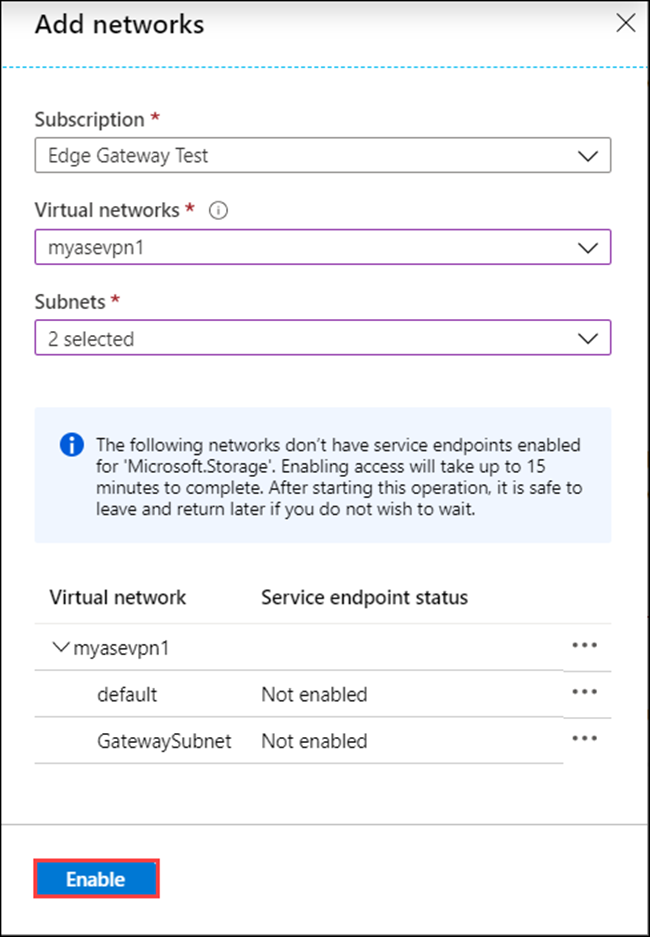 Add networks
Subscription *
Edge Gateway Test
Virtual networks *
myasevpn1
Subnets *
2 selected
The following networks don’t have service endpoints enabled
for 'Microsoft.Storage'. Enabling access will take up to 15
minutes to complete. After starting this operation, it is safe to
leave and return later if you do not wish to wait.
Virtual network Service endpoint status
myasevpn1
default Not enabled
GatewaySubnet Not enabled
Enable